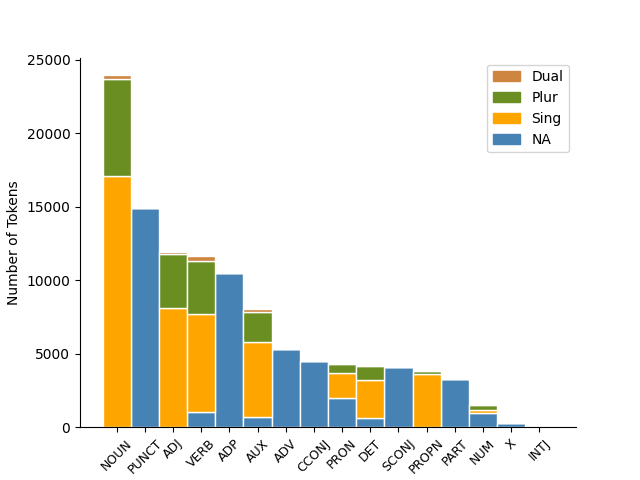 25000
20000
15000
10000
5000
0
Number of Tokens
Dual
Plur
Sing
NA
NOUN
PUNCT
ADJ
VERB
ADP
AUX
ADV
CCONJ
PRON
DET
SCONJ
PROPN
PART
NUM
X
INTJ